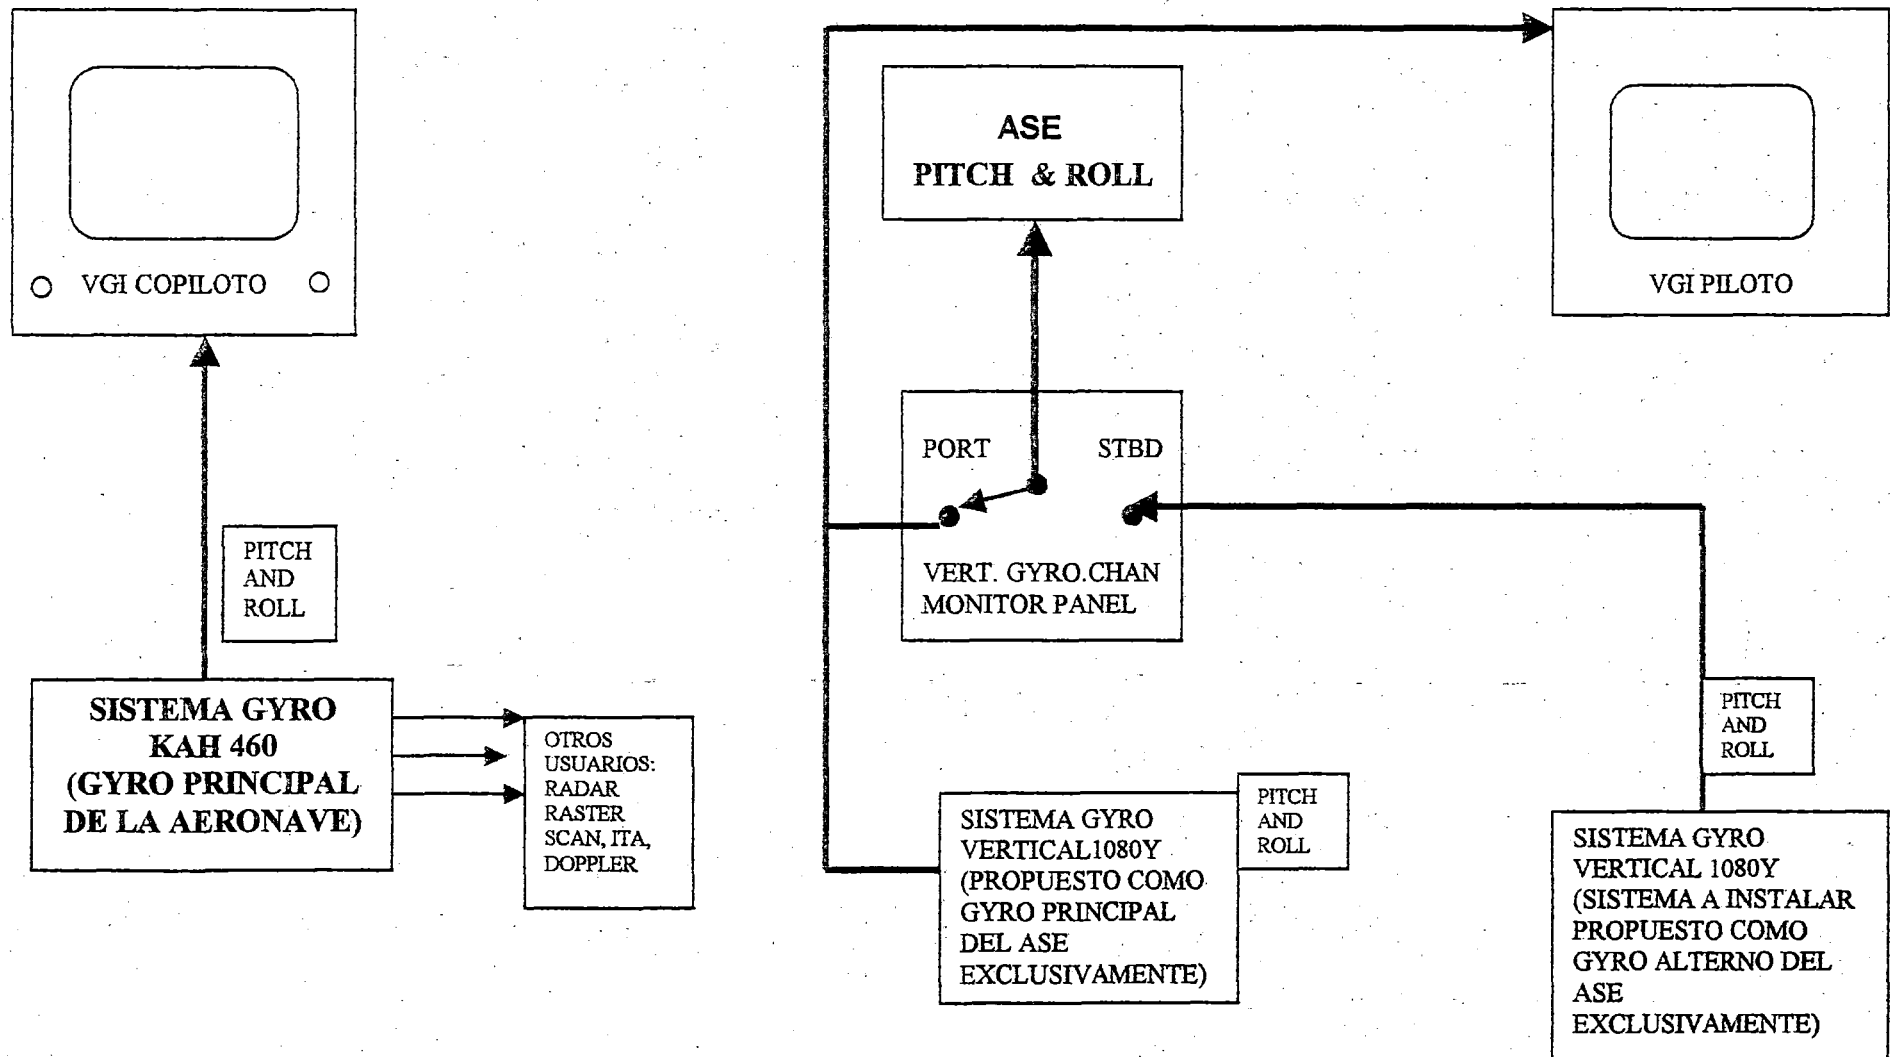 VGI COPILOTO
PITCH
AND
ROLL
SISTEMA GYRO
KAH 460
(GYRO PRINCIPAL
DE LA AERONAVE)
OTROS
USUARIOS:
RADAR
RASTER
SCAN, ITA,
DOPPLER
ASE
PITCH & ROLL
VGI PILOTO
PORT STBD
VERT. GYRO.CHAN
MONITOR PANEL
SISTEMA GYRO
VERTICAL1080Y
(PROPUESTO COMO
GYRO PRINCIPAL
DEL ASE
EXCLUSIVAMENTE)
PITCH
AND
ROLL
PITCH
AND
ROLL
SISTEMA GYRO
VERTICAL 1080Y
(SISTEMA A INSTALAR
PROPUESTO COMO
GYRO ALTERNO DEL
ASE
EXCLUSIVAMENTE)